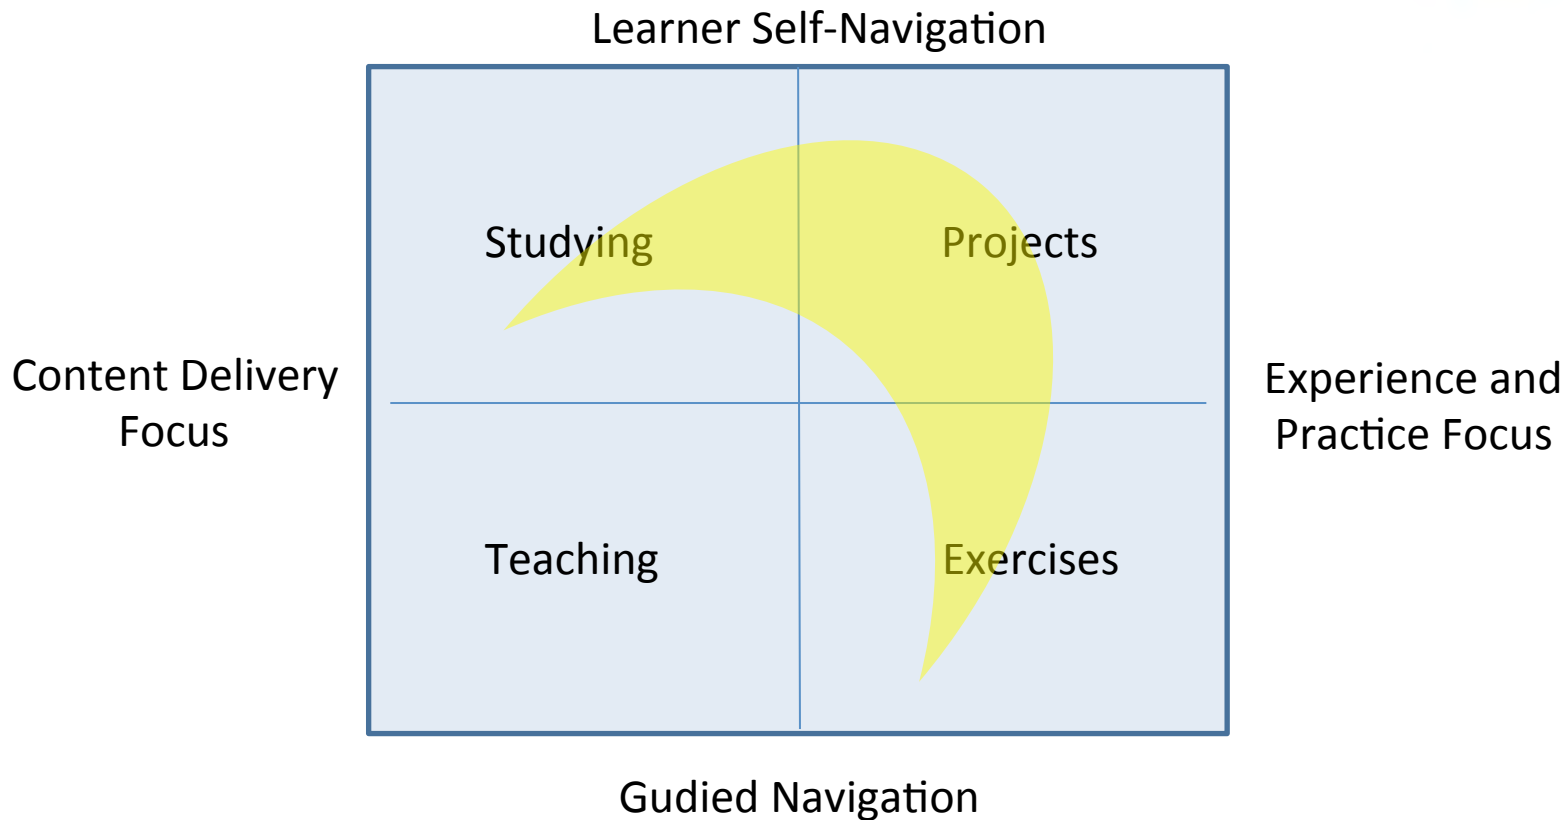 Learner Self-Navigation
Studying
Projects
Content Delivery
Focus
Experience and
Practice Focus
Teaching
Exercises
Gudied Navigation